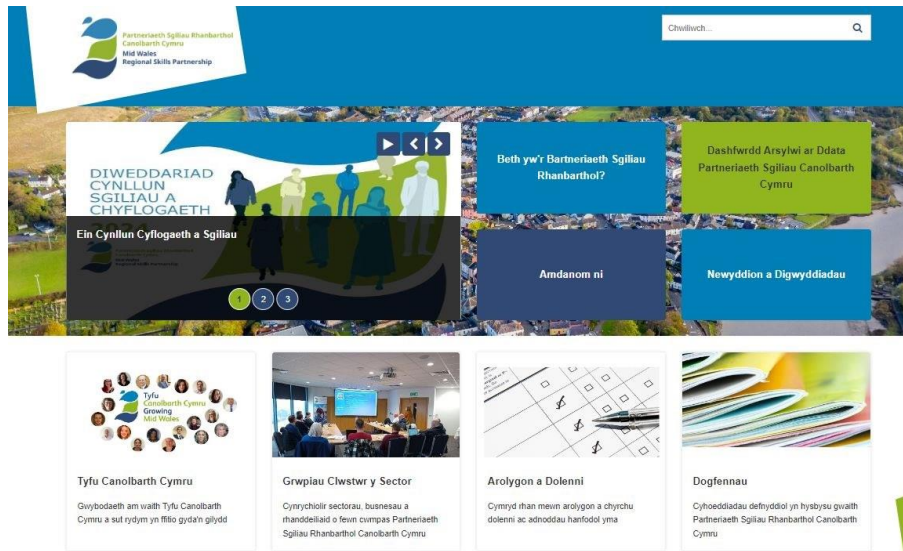 Partneriaeth Sgiliau Rhanbarthol
Canolbarth Cymru
Mid Wales
Regional Skills Partnership
Chwiliwch...
DIWEDDARIAD
CYNLLUN
SGILIAU A
CHYFLOGAETH
Ein Cynllun Cyflogaeth a Sgiliau
1 2 3
Beth yw'r Bartneriaeth Sgiliau
Rhanbarthol?
Dashfwrdd Arsylwi ar Ddata
Partneriaeth Sgiliau Canolbarth
Cymru
Amdanom ni
Newyddion a Digwyddiadau
Tyfu
Canolbarth Cymru
Growing
Mid Wales
Tyfu Canolbarth Cymru
Gwybodaeth am waith Tyfu Canolbarth
Cymru a sut rydym yn ffitio gyda'n gilydd
Grwpiau Clwstwr y Sector
Cynrychiolir sectorau, busnesau a
rhanddeiliaid o fewn cwmpas Partneriaeth
Sgiliau Rhanbarthol Canolbarth Cymru
Arolygon a Dolenni
Cymryd rhan mewn arolygon a chyrchu
dolenni ac adnoddau hanfodol yma
Dogfennau
Cyhoeddiadau defnyddiol yn hysbysu gwaith
Partneriaeth Sgiliau Rhanbarthol Canolbarth
Cymru